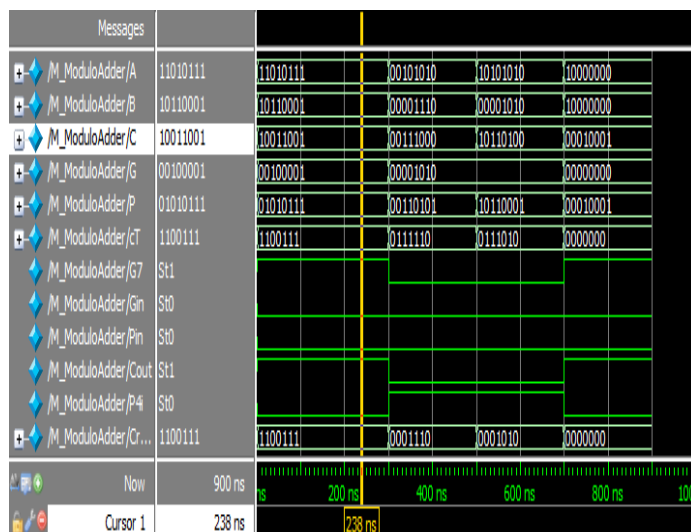 Messages
/M_ModuloAdder/A 11010111 11010111 00101010 10101010 10000000
/M_ModuloAdder/B 10110001 10110001 00001110 00001010 10000000
/M_ModuloAdder/C 10011001 10011001 00111000 10110100 00010001
/M_ModuloAdder/G 00100001 00100001 00001010 00000000
/M_ModuloAdder/P 01010111 01010111 00110101 10110001 00010001
/M_ModuloAdder/cT 1100111 1100111 0111110 0111010 0000000
/M_ModuloAdder/G7 St1
/M_ModuloAdder/Gin St0
/M_ModuloAdder/Pin St0
/M_ModuloAdder/Cout St1
/M_ModuloAdder/P4i St0
/M_ModuloAdder/Cr... 1100111 1100111 0001110 0001010 0000000
Now 900 ns ns 200 ns 400 ns 600 ns 800 ns 100
Cursor 1 238 ns 238 ns